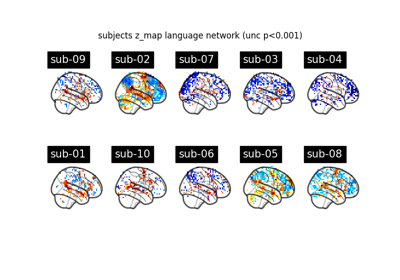 subjects z_map language network (unc p<0.001)
sub-09 sub-02 sub-07 sub-03 sub-04
sub-01 sub-10 sub-06 sub-05 sub-08